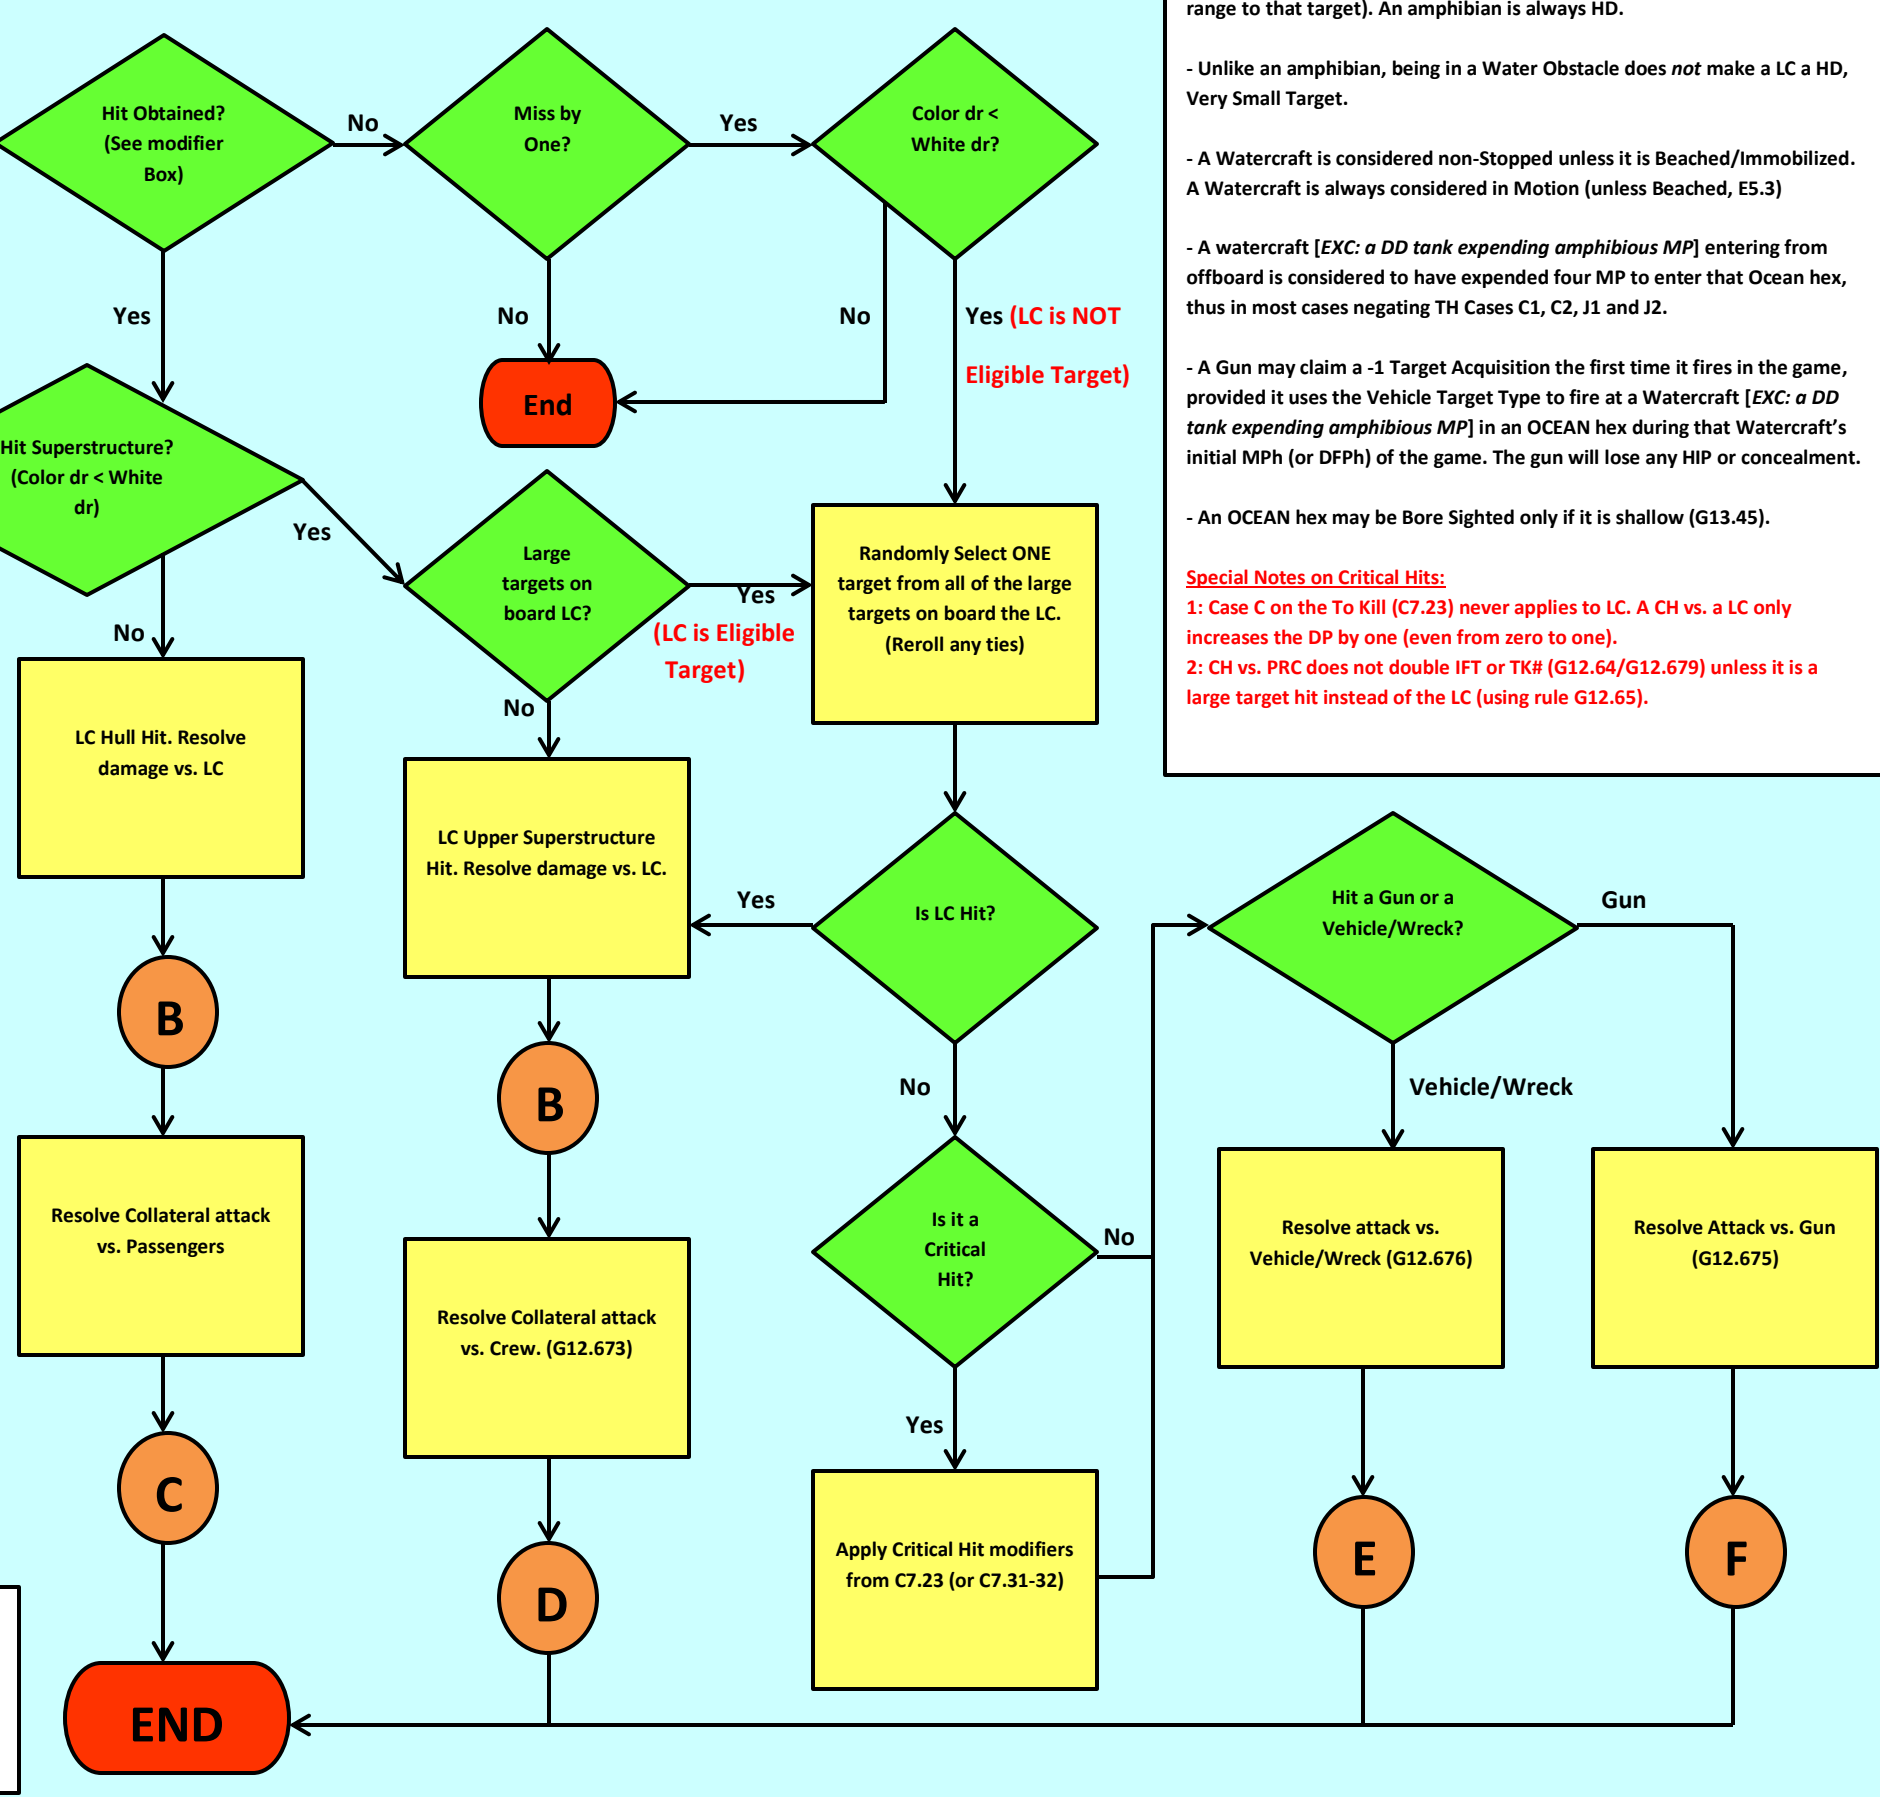 Hit Obtained?
(See modifier
Box)
No
Miss by
One?
Yes
Color dr <
White dr?
Yes
No
No
Yes (LC is NOT
Eligible Target)
End
Hit Superstructure?
(Color dr < White
dr)
Yes
No
Large
targets on
board LC?
Yes
(LC is Eligible
Target)
No
Randomly Select ONE
target from all of the large
targets on board the LC.
(Reroll any ties)
LC Hull Hit. Resolve
damage vs. LC
LC Upper Superstructure
Hit. Resolve damage vs. LC.
Yes
Is LC Hit?
No
Hit a Gun or a
Vehicle/Wreck?
Gun
Vehicle/Wreck
B
B
Resolve Collateral attack
vs. Passengers
Resolve Collateral attack
vs. Crew. (G12.673)
Is it a
Critical
Hit?
No
Yes
Resolve attack vs.
Vehicle/Wreck (G12.676)
Resolve Attack vs. Gun
(G12.675)
C
D
Apply Critical Hit modifiers
from C7.23 (or C7.31-32)
E
F
END
range to that target). An amphibian is always HD.
- Unlike an amphibian, being in a Water Obstacle does not make a LC a HD,
Very Small Target.
- A Watercraft is considered non-Stopped unless it is Beached/Immobilized.
A Watercraft is always considered in Motion (unless Beached, E5.3)
- A watercraft [EXC: a DD tank expending amphibious MP] entering from
offboard is considered to have expended four MP to enter that Ocean hex,
thus in most cases negating TH Cases C1, C2, J1 and J2.
- A Gun may claim a -1 Target Acquisition the first time it fires in the game,
provided it uses the Vehicle Target Type to fire at a Watercraft [EXC: a DD
tank expending amphibious MP] in an OCEAN hex during that Watercraft's
initial MPh (or DFPh) of the game. The gun will lose any HIP or concealment.
- An OCEAN hex may be Bore Sighted only if it is shallow (G13.45).
Special Notes on Critical Hits:
1: Case C on the To Kill (C7.23) never applies to LC. A CH vs. a LC only
increases the DP by one (even from zero to one).
2: CH vs. PRC does not double IFT or TK# (G12.64/G12.679) unless it is a
large target hit instead of the LC (using rule G12.65).